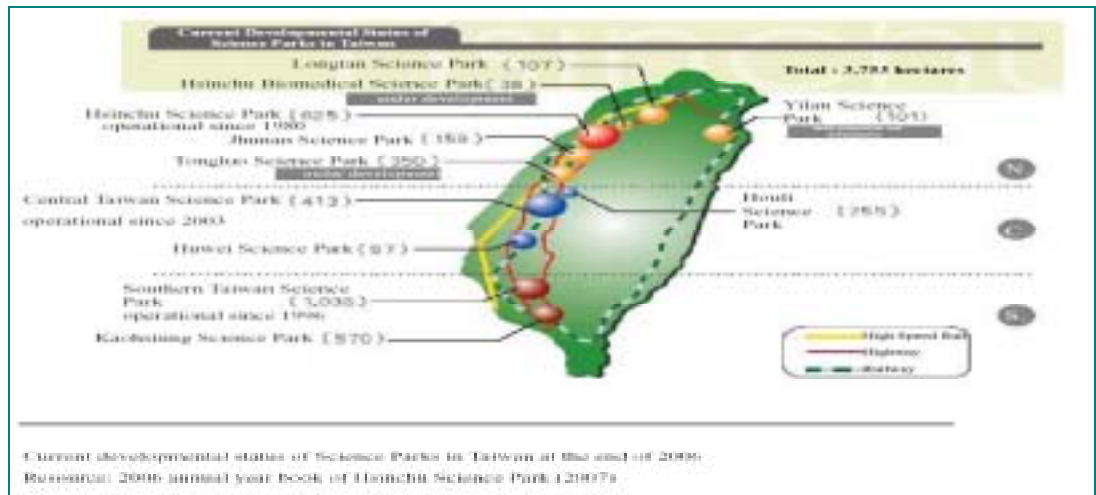 Current Developmental Status of
Science Parks in Taiwan
Longtan Science Park (107)
Total : 3,753 hectares
Hsinchu Biomedical Science Park (38)
under development
Yilan Science
Park (101)
Hsinchu Science Park (625)
operational since 1980
Jhunan Science Park (159)
Tongluo Science Park (350)
under development
N
Central Taiwan Science Park (413)
operational since 2003
Houli
Science (255)
Park
C
Huwei Science Park (97)
Southern Taiwan Science
Park (1,038)
operational since 1996
S
Kaohsiung Science Park (570)
High Speed Rail
Highway
Railway
Current developmental status of Science Parks in Taiwan at the end of 2006
Resource: 2006 annual year book of Hsinchu Science Park (2007)